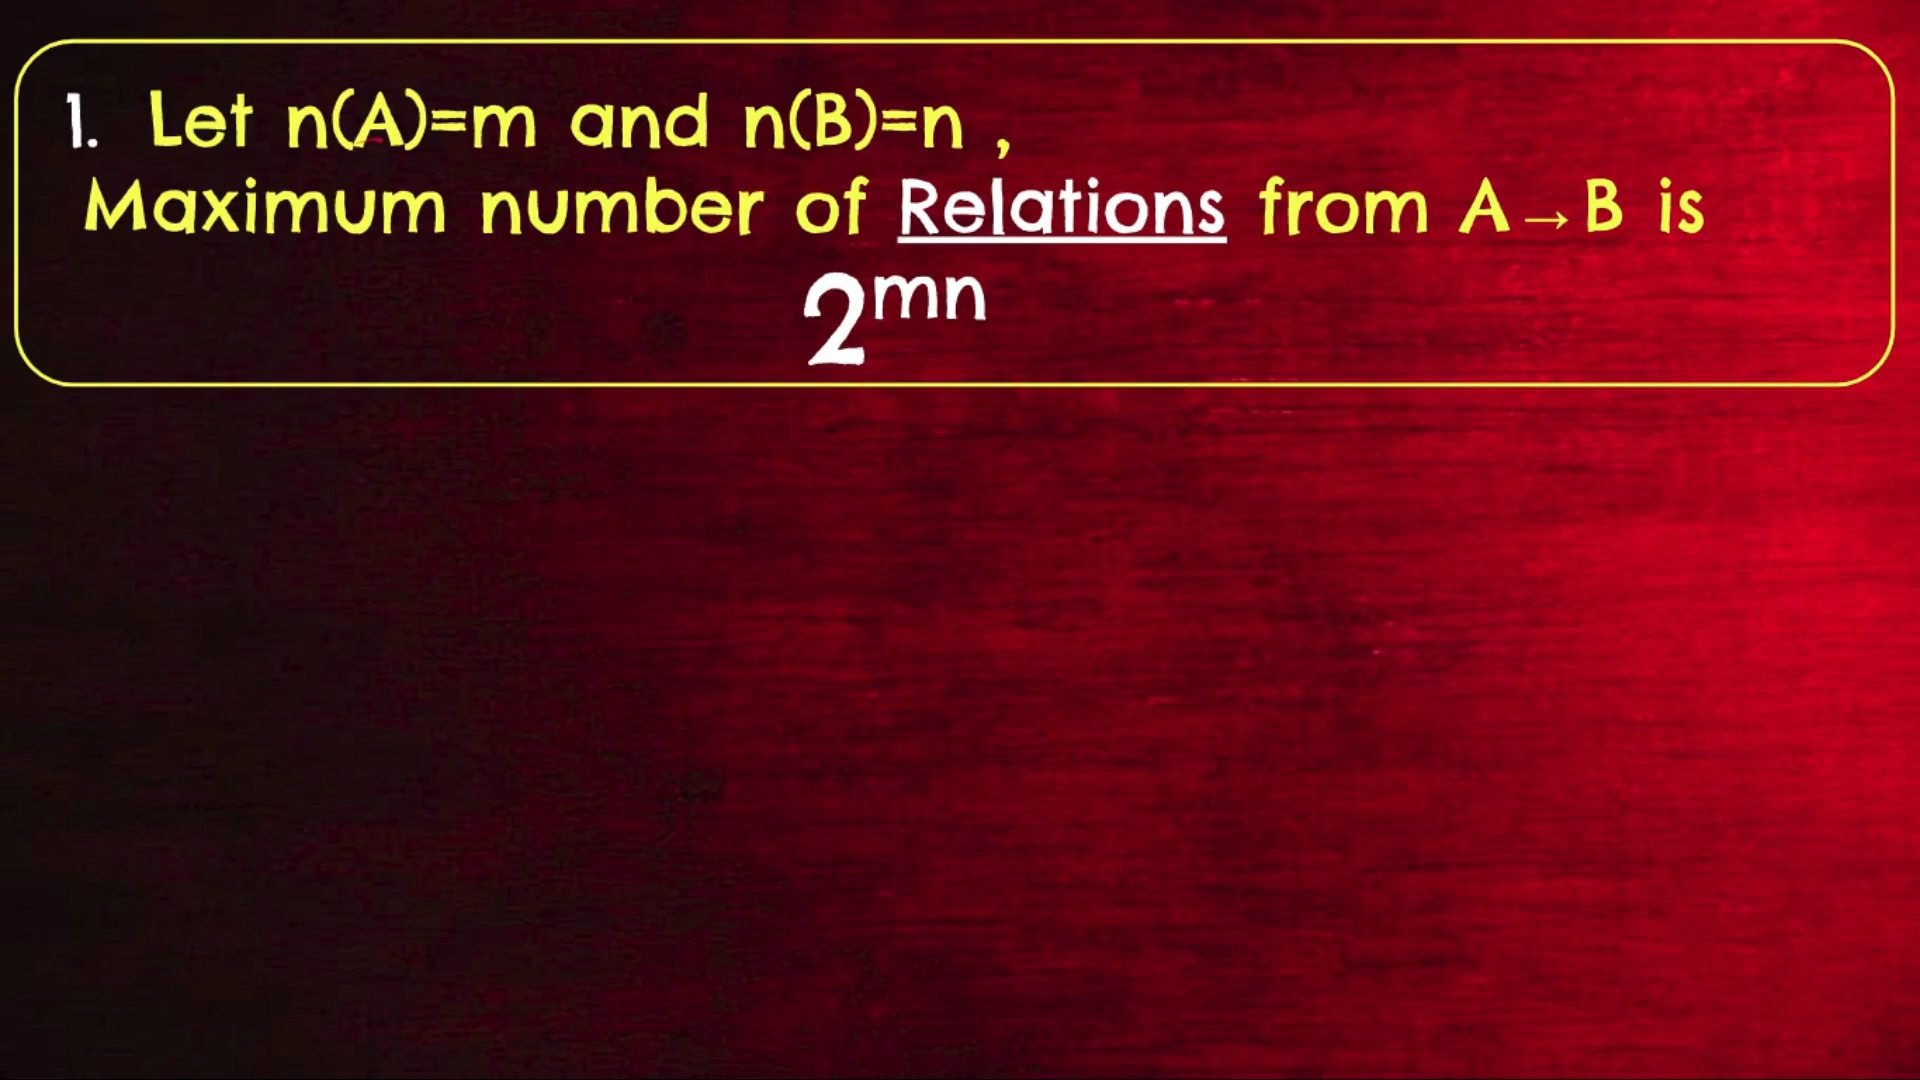 1. Let n(A)=m and n(B)=n ,
Maximum number of Relations from A→B is
2^mn